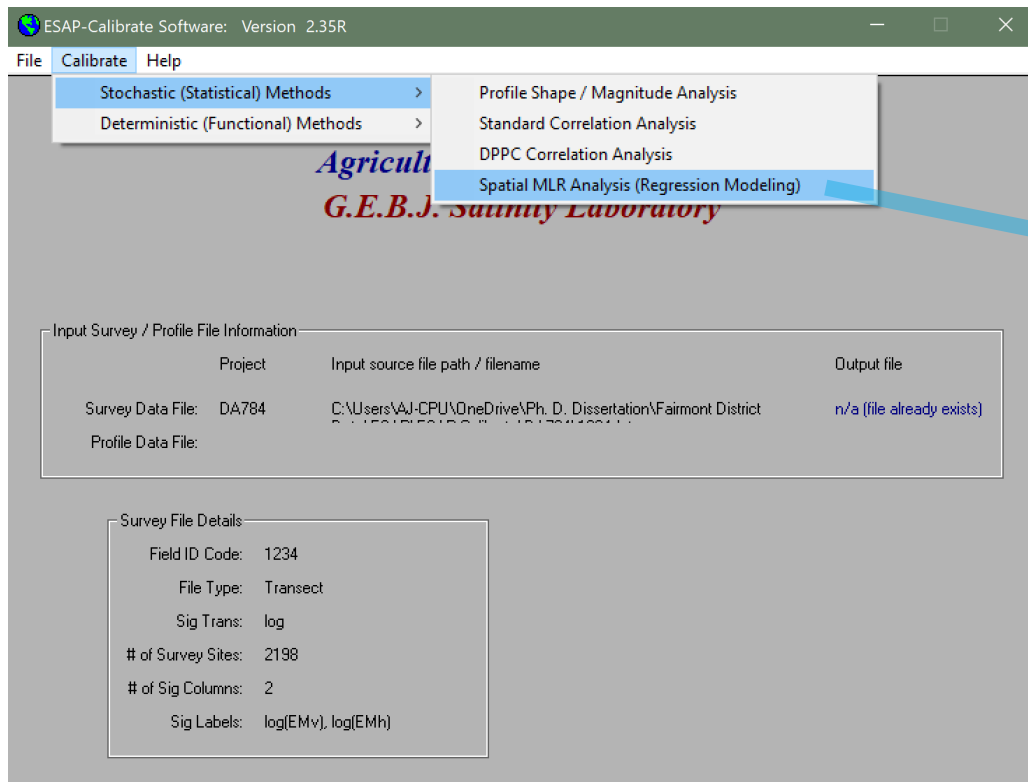 ESAP-Calibrate Software: Version 2.35R
File Calibrate Help
Stochastic (Statistical) Methods >
Deterministic (Functional) Methods >
Profile Shape / Magnitude Analysis
Standard Correlation Analysis
DPPC Correlation Analysis
Spatial MLR Analysis (Regression Modeling)
G.E.B.J. Salinity Laboratory
Input Survey / Profile File Information
Project Input source file path / filename Output file
Survey Data File: DA784 C:\Users\AJ-CPU\OneDrive\Ph. D. Dissertation\Fairmont District n/a (file already exists)
Profile Data File:
Survey File Details
Field ID Code: 1234
File Type: Transect
Sig Trans: log
# of Survey Sites: 2198
# of Sig Columns: 2
Sig Labels: log(EMv), log(EMh)